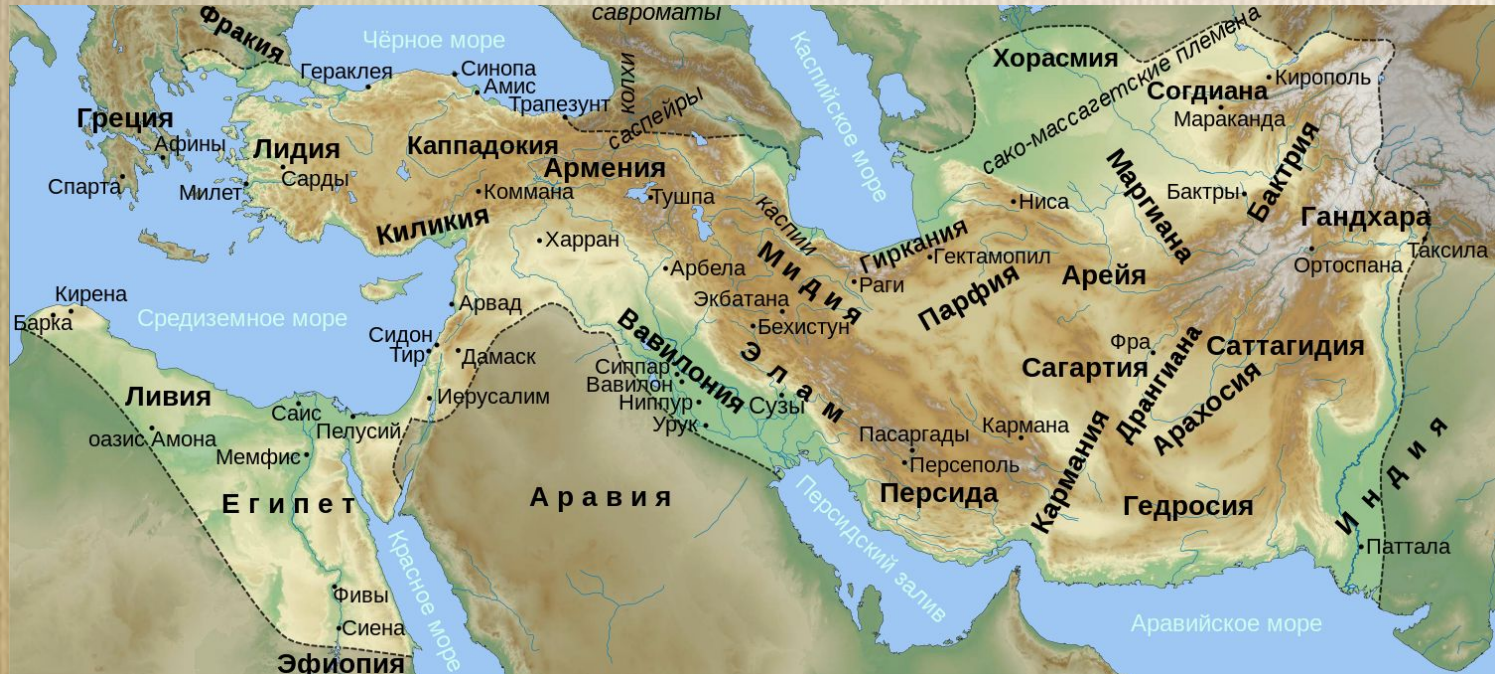 савроматы
Фракия
Чёрное море
Каспийское море
Хорасмия
сако-массагетские племена
Гераклея
Синопа
Амис
колхи
Трапезунт
саспейры
Кирополь
Согдиана
Мараканда
Греция
Афины
Лидия
Сарды
Каппадокия
Армения
Спарта
Милет
Коммана
Тушпа
каспии
Ниса
Маргиана
Бактры
Бактрия
Гандхара
Киликия
Харран
Арбела
Мидия
Гиркания
Гектамопил
Раги
Парфия
Арейя
Ортоспана
Таксила
Кирена
Барка
Средиземное море
Арвад
Экбатана
Бехистун
Сидон
Тир
Дамаск
Вавилония
Элам
Фра
Саттагидия
Сагартия
Дрангиана
Арахосия
Сиппар
Вавилон
Ниппур
Урук
Сузы
Ливия
Саис
Пелусий
Иерусалим
оазис Амона
Мемфис
Пасаргады
Кармана
Персеполь
Персида
Кармания
Гедросия
Индия
Египет
Аравия
Персидский залив
Паттала
Красное море
Фивы
Сиена
Эфиопия
Аравийское море